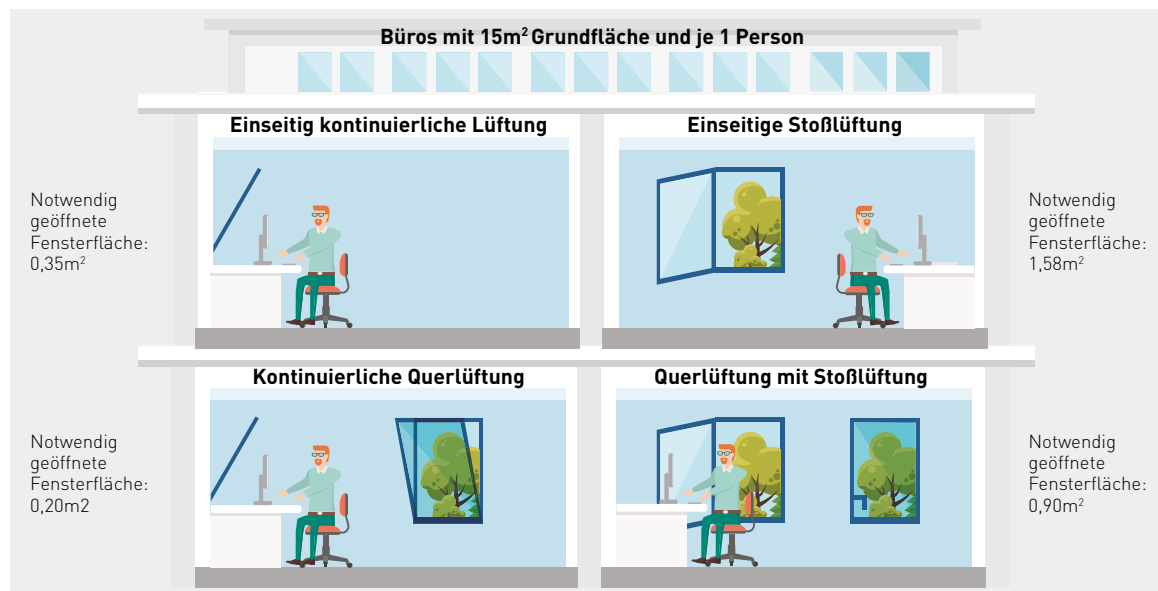 Büros mit 15m² Grundfläche und je 1 Person
Einseitig kontinuierliche Lüftung
Einseitige Stoßlüftung
Notwendig
geöffnete
Fensterfläche:
0,35m²
Notwendig
geöffnete
Fensterfläche:
1,58m²
Kontinuierliche Querlüftung
Querlüftung mit Stoßlüftung
Notwendig
geöffnete
Fensterfläche:
0,20m2
Notwendig
geöffnete
Fensterfläche:
0,90m²